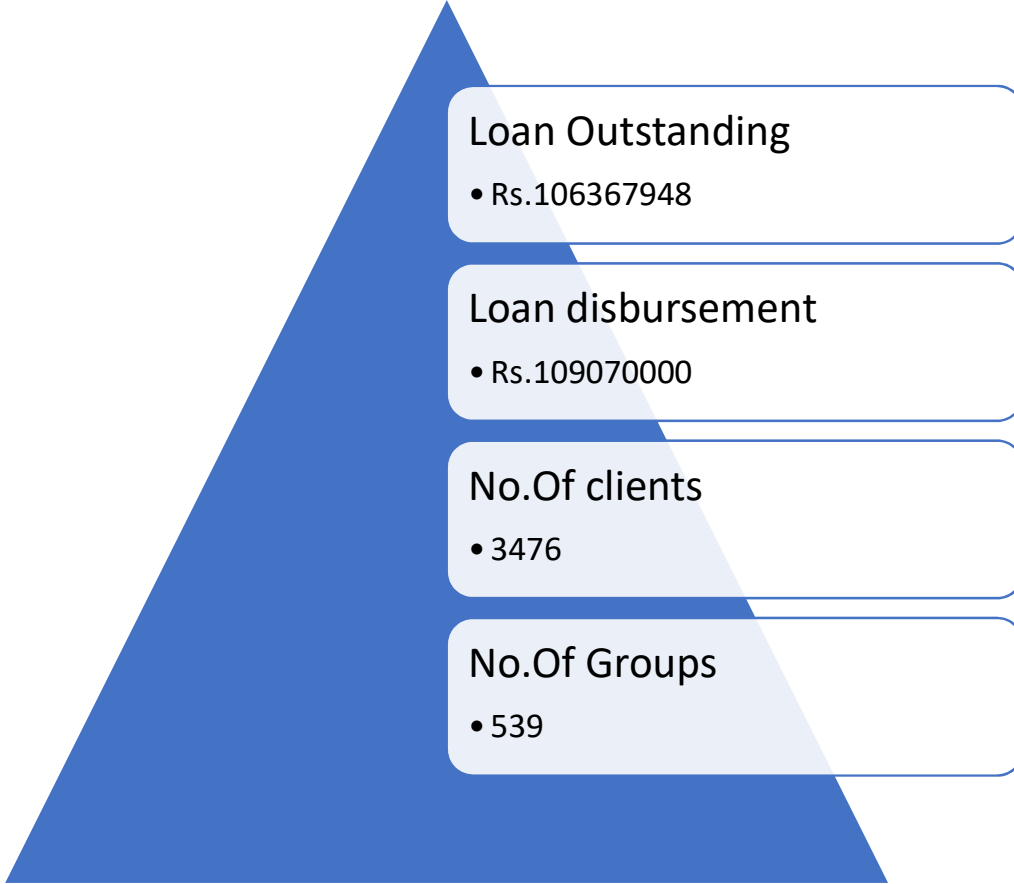 Loan Outstanding
• Rs.106367948
Loan disbursement
• Rs.109070000
No.Of clients
• 3476
No.Of Groups
• 539